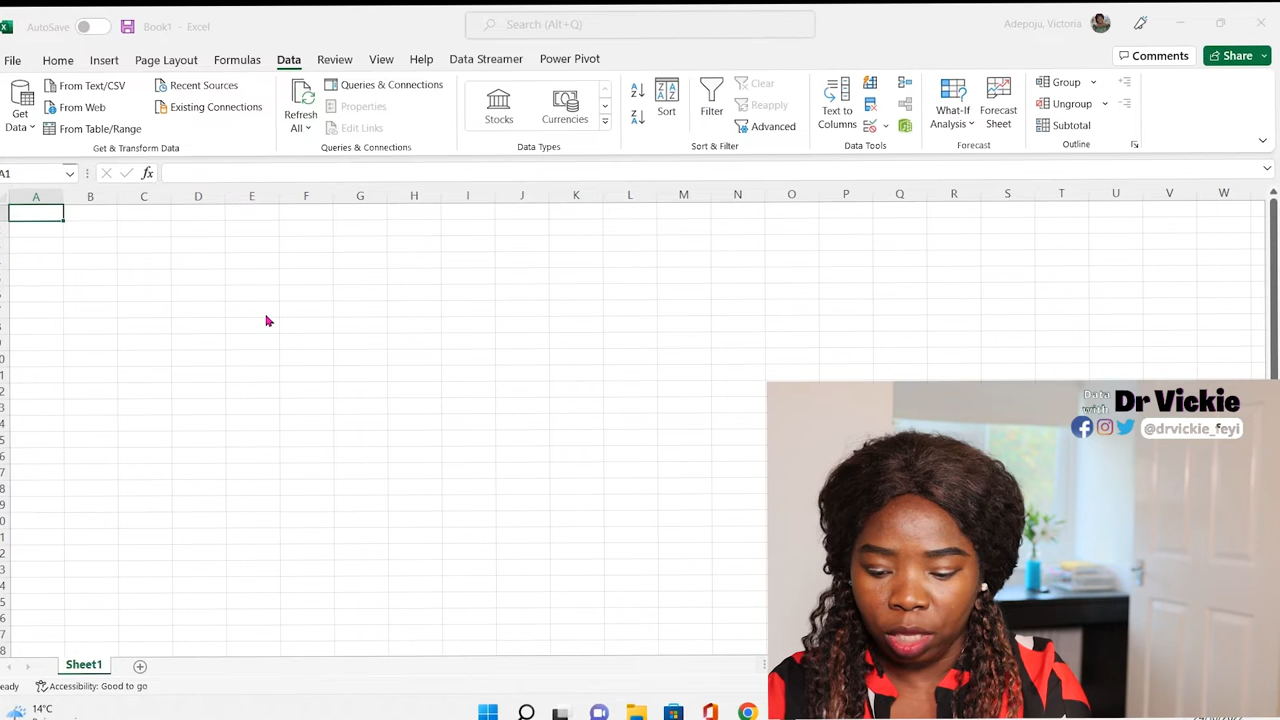 AutoSave Book1 - Excel Search (Alt+Q) Adepoju, Victoria
File Home Insert Page Layout Formulas Data Review View Help Data Streamer Power Pivot Comments Share
Get Data
From Text/CSV
From Web
From Table/Range
Recent Sources
Existing Connections
Get & Transform Data
Refresh All
Queries & Connections
Properties
Edit Links
Queries & Connections
Stocks
Currencies
Data Types
Sort
Filter
Clear
Reapply
Advanced
Sort & Filter
Text to Columns
Data Tools
What-If Analysis
Forecast Sheet
Forecast
Group
Ungroup
Subtotal
Outline
A1 fx
A B C D E F G H I J K L M N O P Q R S T U V W
Data with Dr Vickie
@drvickie_feyi
Sheet1
Accessibility: Good to go
14°C